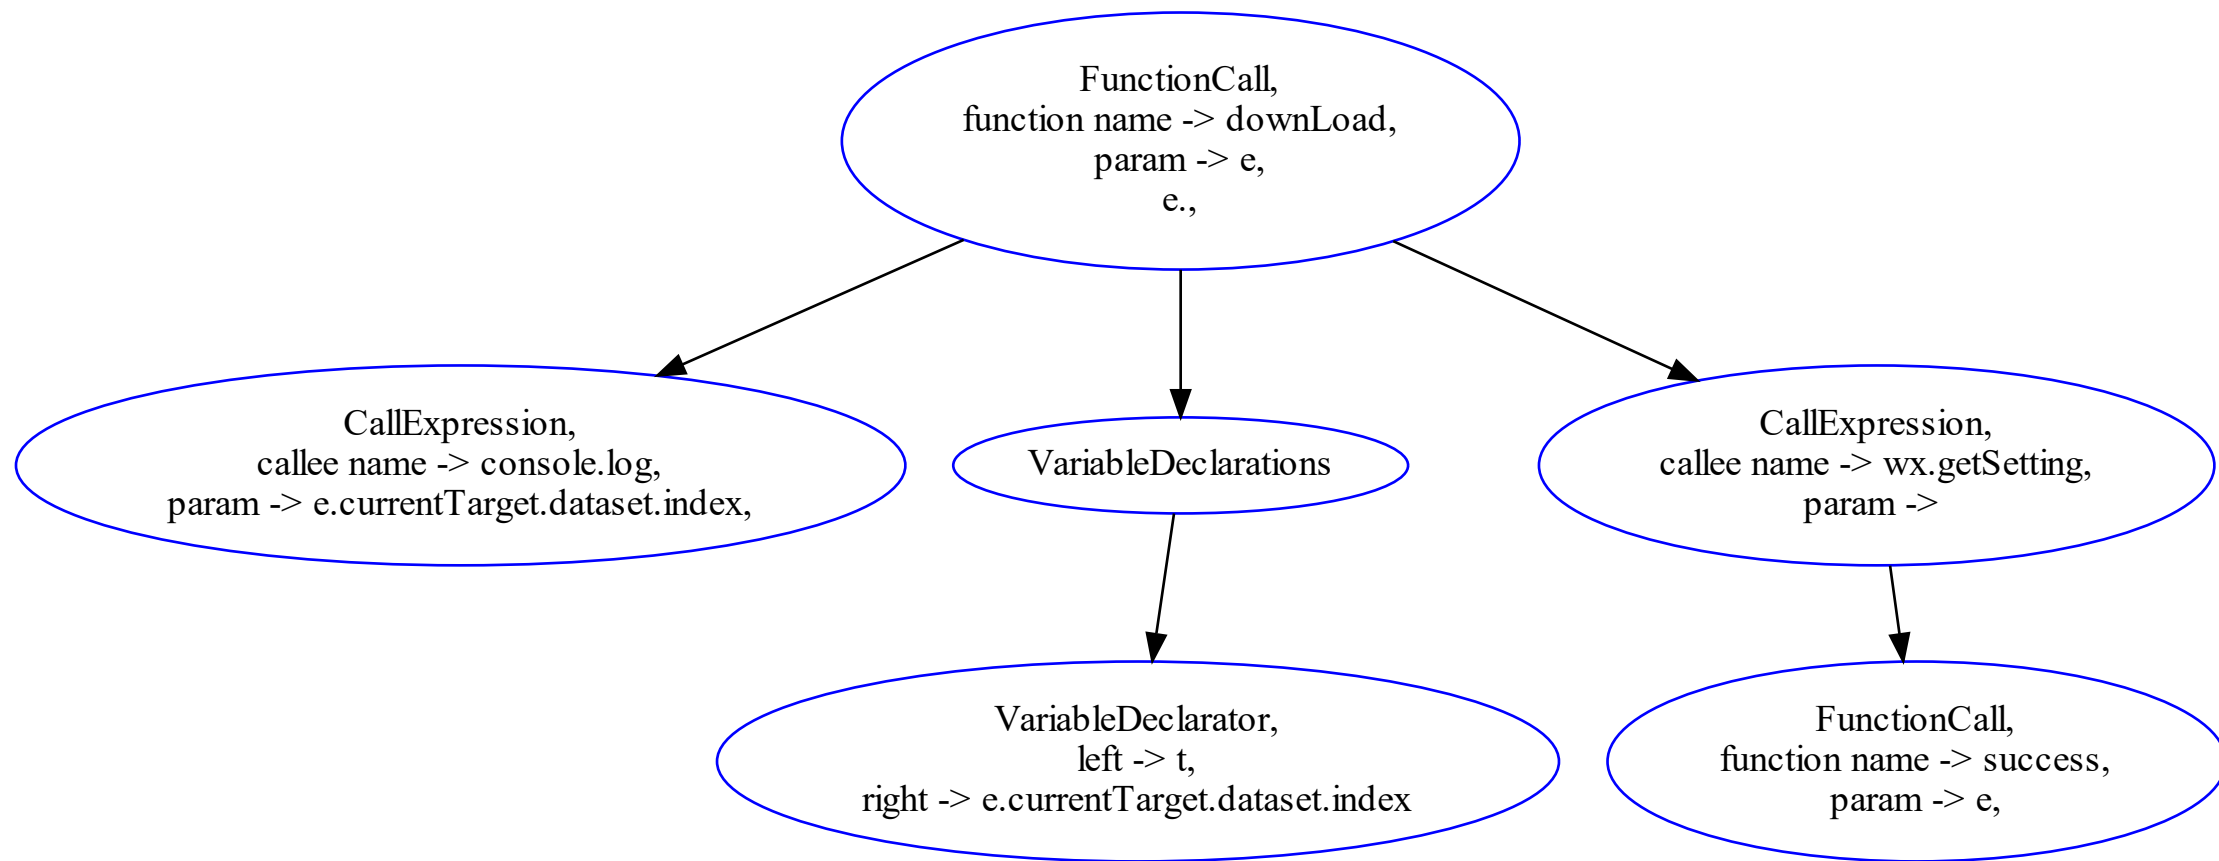 FunctionCall,
function name -> downLoad,
param -> e,
e.,
CallExpression,
callee name -> console.log,
param -> e.currentTarget.dataset.index,
VariableDeclarations
CallExpression,
callee name -> wx.getSetting,
param ->
VariableDeclarator,
left -> t,
right -> e.currentTarget.dataset.index
FunctionCall,
function name -> success,
param -> e,